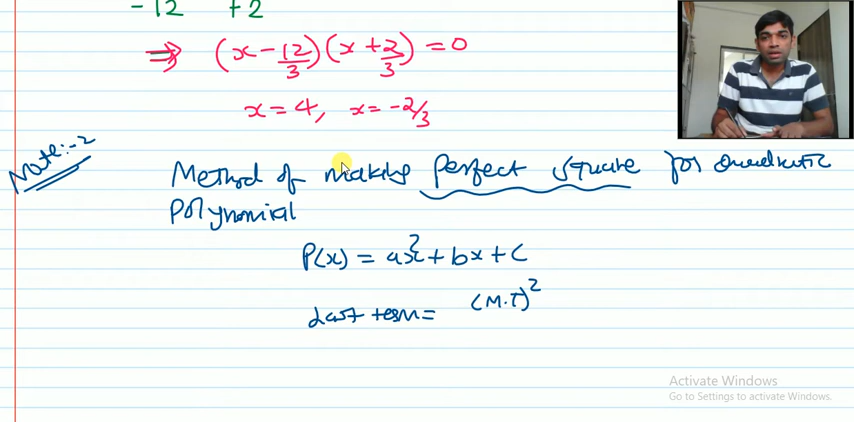 -12 +2
⇒ (x - 12/3)(x + 2/3) = 0
x = 4, x = -2/3
Note:-2
Method of making perfect square for quadratic
Polynomial
P(x) = ax² + bx + c
Last term = (M.T)²
Activate Windows
Go to Settings to activate Windows.